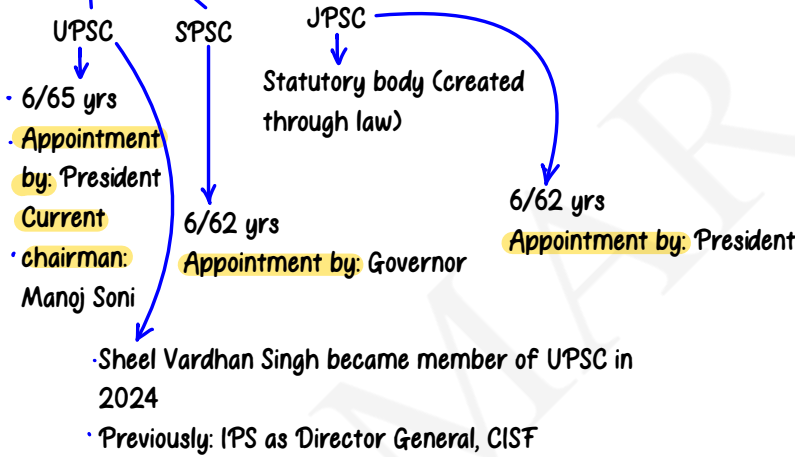 UPSC
SPSC
JPSC
6/65 yrs
Appointment
by: President
Current
chairman:
Manoj Soni
6/62 yrs
Appointment by: Governor
Statutory body (created
through law)
6/62 yrs
Appointment by: President
Sheel Vardhan Singh became member of UPSC in
2024
Previously: IPS as Director General, CISF
MAR